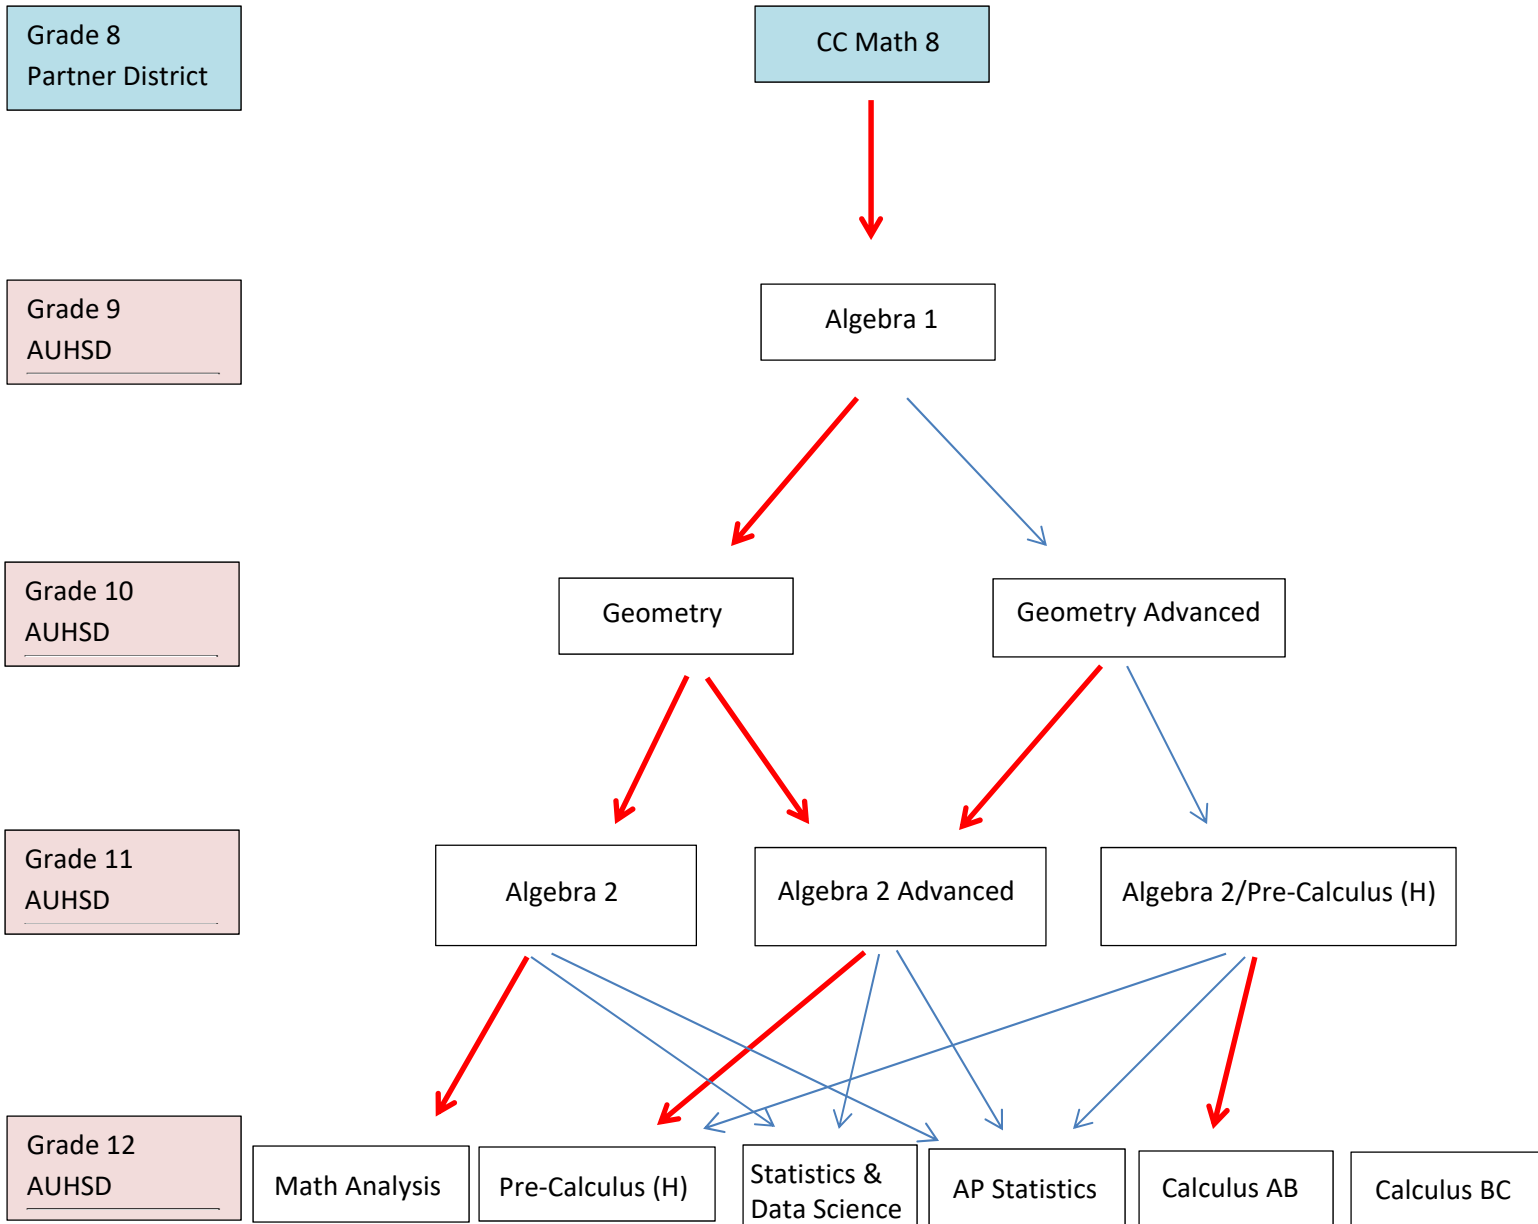 Grade 8
Partner District
CC Math 8
Grade 9
AUHSD
Algebra 1
Grade 10
AUHSD
Geometry
Geometry Advanced
Grade 11
AUHSD
Algebra 2
Algebra 2 Advanced
Algebra 2/Pre-Calculus (H)
Grade 12
AUHSD
Math Analysis
Pre-Calculus (H)
Statistics &
Data Science
AP Statistics
Calculus AB
Calculus BC